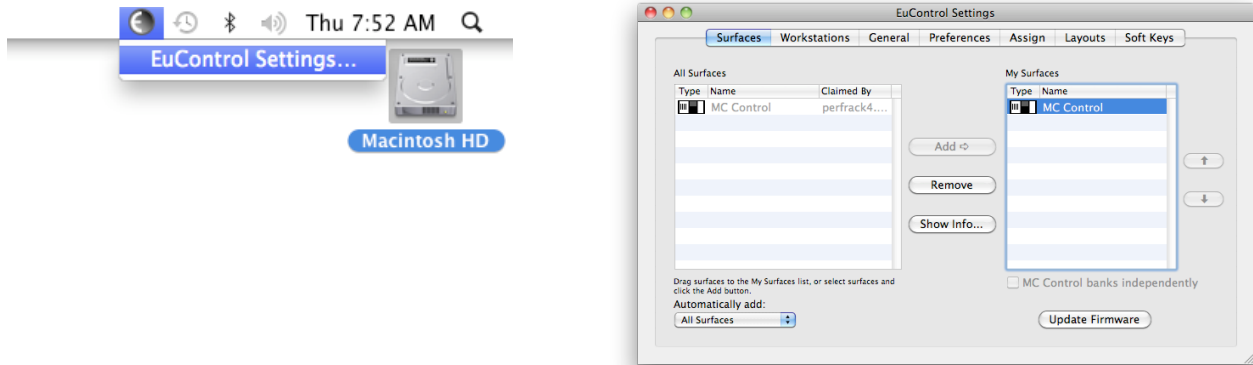 Thu 7:52 AM
EuControl Settings...
Macintosh HD
EuControl Settings
Surfaces Workstations General Preferences Assign Layouts Soft Keys
All Surfaces
My Surfaces
Type Name Claimed By
Type Name
MC Control perfrack4....
MC Control
Add
Remove
Show Info...
Drag surfaces to the My Surfaces list, or select surfaces and
click the Add button.
MC Control banks independently
Automatically add:
All Surfaces
Update Firmware